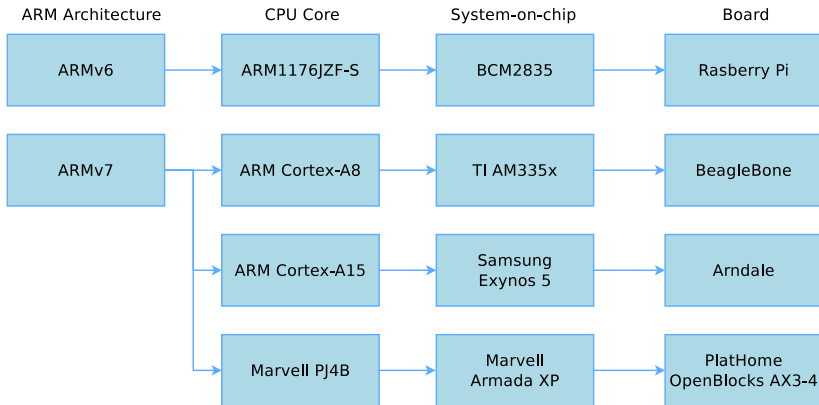 ARM Architecture
CPU Core
System-on-chip
Board
ARMv6
ARM1176JZF-S
BCM2835
Rasberry Pi
ARMv7
ARM Cortex-A8
TI AM335x
BeagleBone
ARM Cortex-A15
Samsung
Exynos 5
Arndale
Marvell PJ4B
Marvell
Armada XP
PlatHome
OpenBlocks AX3-4